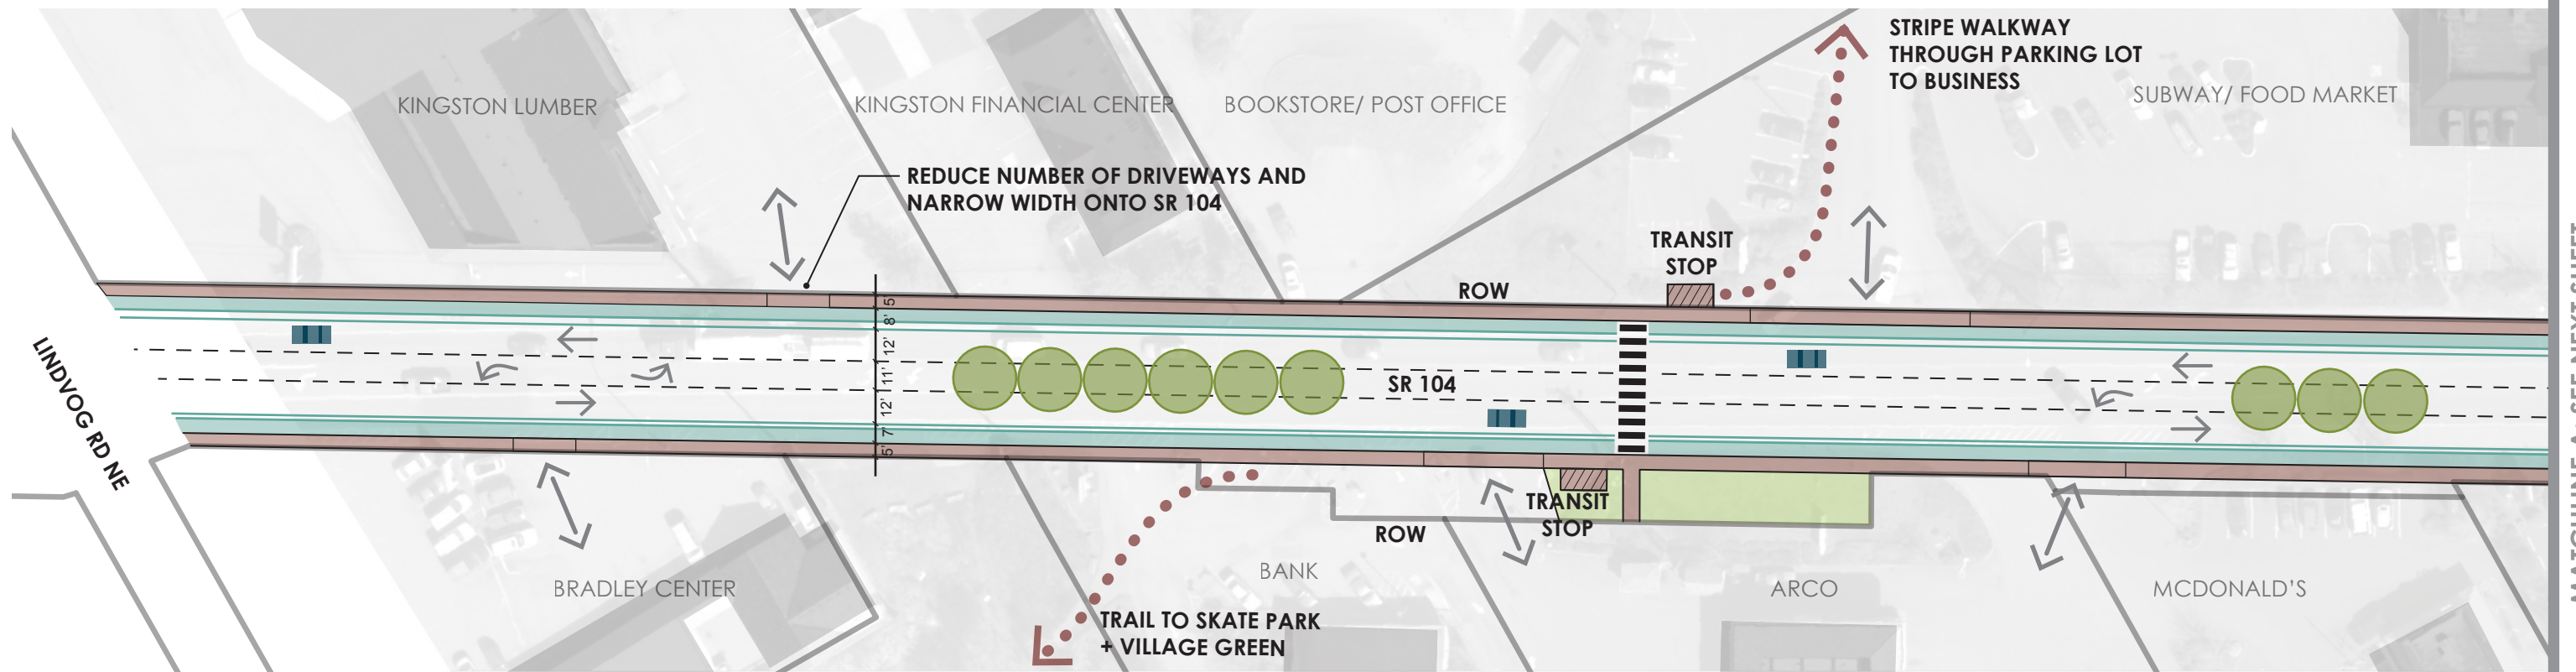 STRIPE WALKWAY
THROUGH PARKING LOT
TO BUSINESS
KINGSTON LUMBER
KINGSTON FINANCIAL CENTER
BOOKSTORE/ POST OFFICE
SUBWAY/ FOOD MARKET
REDUCE NUMBER OF DRIVEWAYS AND
NARROW WIDTH ONTO SR 104
TRANSIT
STOP
ROW
LINDVOG RD NE
5'
8'
12'
11'
12'
7'
5'
SR 104
TRANSIT
STOP
ROW
BRADLEY CENTER
BANK
ARCO
MCDONALD'S
TRAIL TO SKATE PARK
+ VILLAGE GREEN